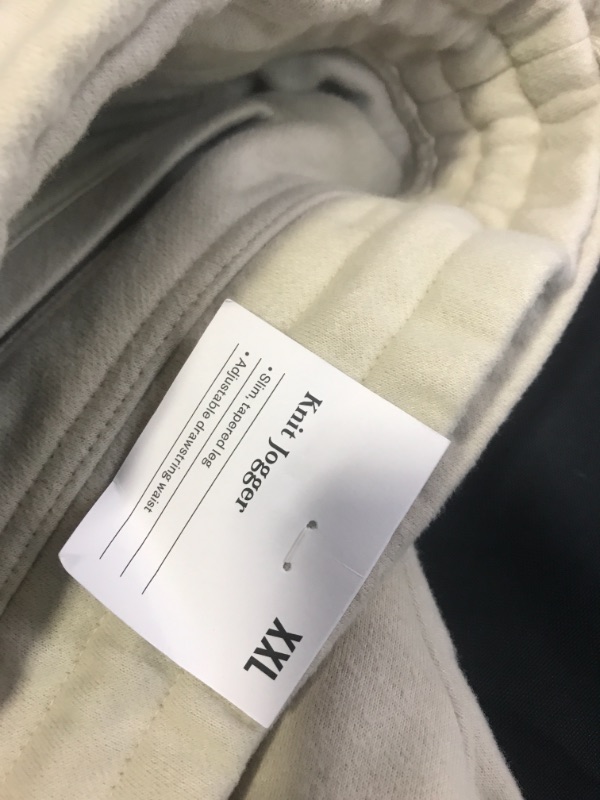 Knit Jogger
• Slim, tapered leg
• Adjustable drawstring waist
XXL